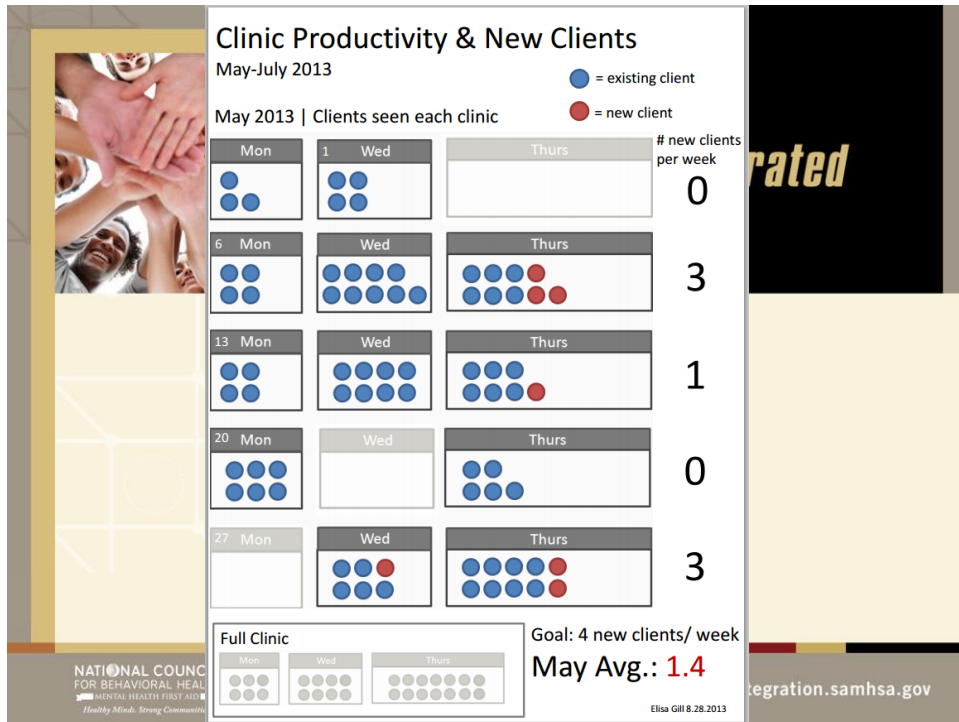 Clinic Productivity & New Clients
May-July 2013
= existing client
= new client
May 2013 | Clients seen each clinic
# new clients
per week
Mon
1 Wed
Thurs
0
6 Mon
Wed
Thurs
3
13 Mon
Wed
Thurs
1
20 Mon
Wed
Thurs
0
27 Mon
Wed
Thurs
3
Full Clinic
Mon
Wed
Thurs
Goal: 4 new clients/ week
May Avg.: 1.4
Elisa Gill 8.28.2013
rated
NATIONAL COUNC
FOR BEHAVIORAL HEAL
MENTAL HEALTH FIRST AID
Healthy Minds. Strong Communitie
tegration.samhsa.gov